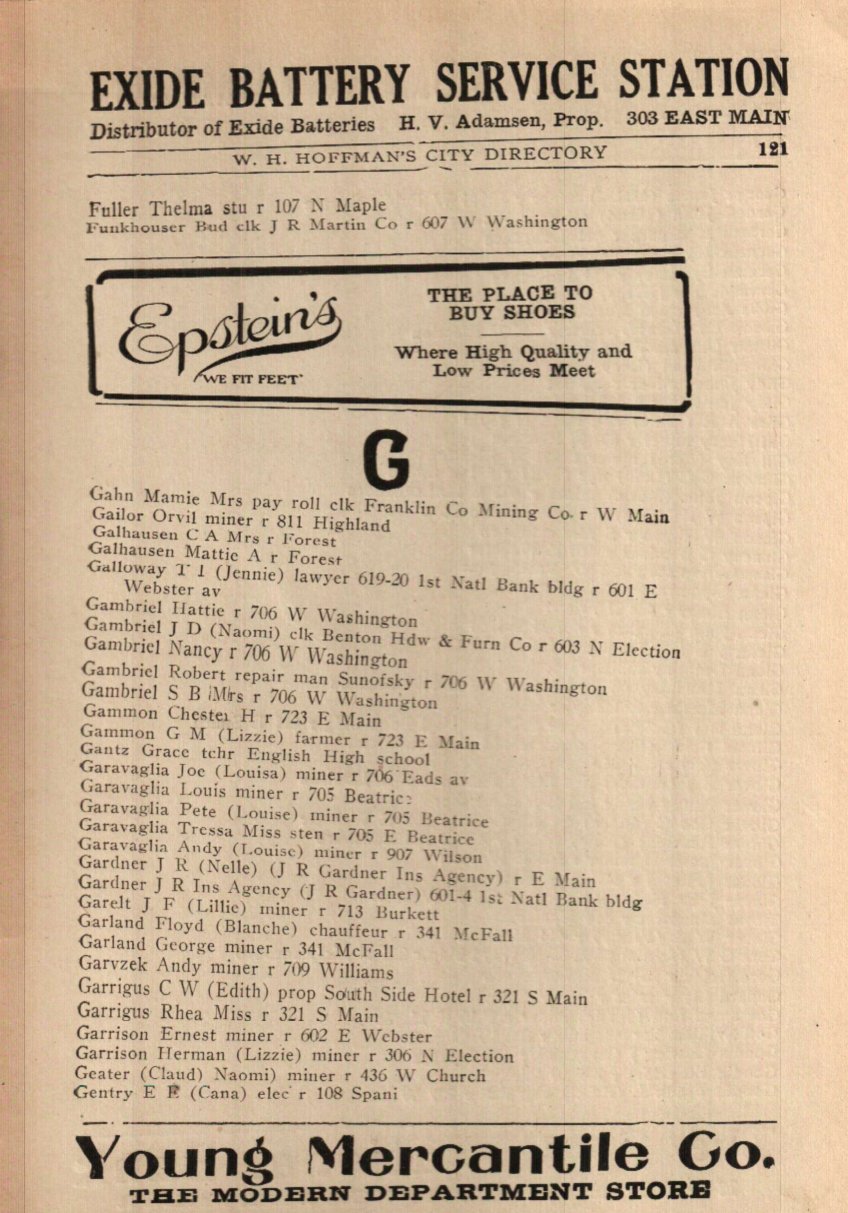 EXIDE BATTERY SERVICE STATION
Distributor of Exide Batteries H. V. Adamsen, Prop. 303 EAST MAIN
W. H. HOFFMAN'S CITY DIRECTORY 121
Fuller Thelma stu r 107 N Maple
Funkhouser Bud clk J R Martin Co r 607 W Washington
Epstein's
"WE FIT FEET"
THE PLACE TO
BUY SHOES
Where High Quality and
Low Prices Meet
G
Gahn Mamie Mrs pay roll clk Franklin Co Mining Co. r W Main
Gailor Orvil miner r 811 Highland
Galhausen C A Mrs r Forest
Galhausen Mattie A r Forest
Galloway T I (Jennie) lawyer 619-20 1st Natl Bank bldg r 601 E
Webster av
Gambriel Hattie r 706 W Washington
Gambriel J D (Naomi) clk Benton Hdw & Furn Co r 603 N Election
Gambriel Nancy r 706 W Washington
Gambriel Robert repair man Sunofsky r 706 W Washington
Gambriel S B Mrs r 706 W Washington
Gammon Chester H r 723 E Main
Gammon G M (Lizzie) farmer r 723 E Main
Gantz Grace tchr English High school
Garavaglia Joe (Louisa) miner r 706 Eads av
Garavaglia Louis miner r 705 Beatrice
Garavaglia Pete (Louise) miner r 705 Beatrice
Garavaglia Tressa Miss sten r 705 E Beatrice
Garavaglia Andy (Louise) miner r 907 Wilson
Gardner J R (Nelle) (J R Gardner Ins Agency) r E Main
Gardner J R Ins Agency (J R Gardner) 601-4 1st Natl Bank bldg
Garelt J F (Lillie) miner r 713 Burkett
Garland Floyd (Blanche) chauffeur r 341 McFall
Garland George miner r 341 McFall
Garvzek Andy miner r 709 Williams
Garrigus C W (Edith) prop South Side Hotel r 321 S Main
Garrigus Rhea Miss r 321 S Main
Garrison Ernest miner r 602 E Webster
Garrison Herman (Lizzie) miner r 306 N Election
Geater (Claud) Naomi) miner r 436 W Church
Gentry E E (Cana) elec r 108 Spani
Young Mercantile Co.
THE MODERN DEPARTMENT STORE